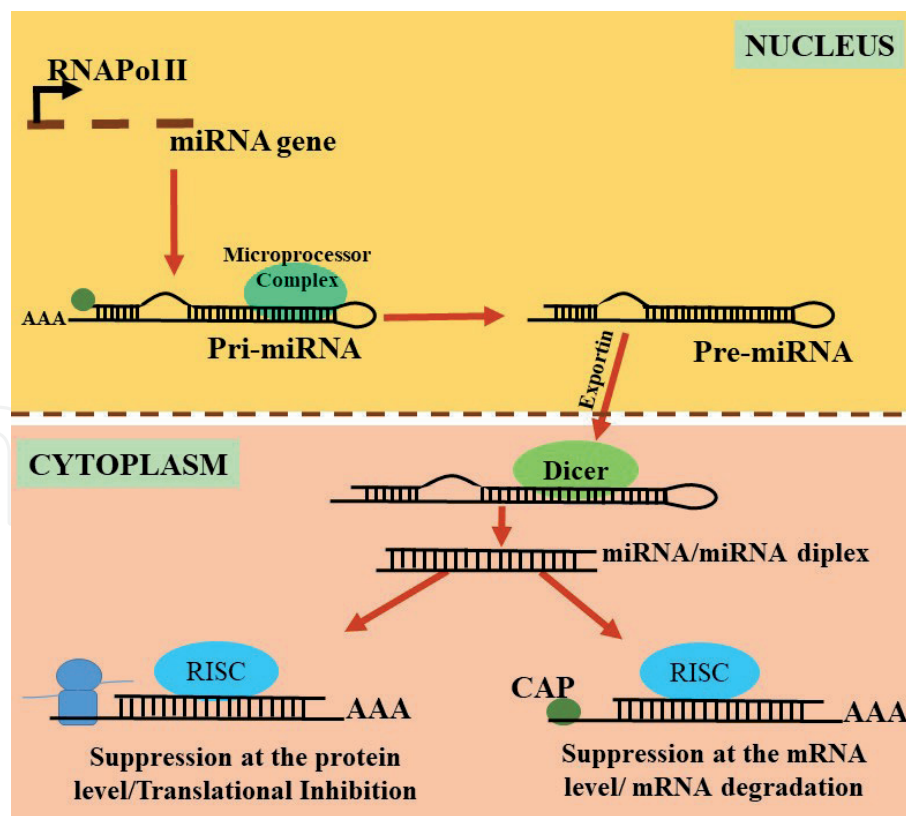 NUCLEUS
RNAPol II
miRNA gene
Microprocessor
Complex
AAA
Pri-miRNA
Pre-miRNA
Exportin
CYTOPLASM
Dicer
miRNA/miRNA diplex
RISC
AAA
Suppression at the protein
level/Translational Inhibition
RISC
CAP
AAA
Suppression at the mRNA
level/ mRNA degradation